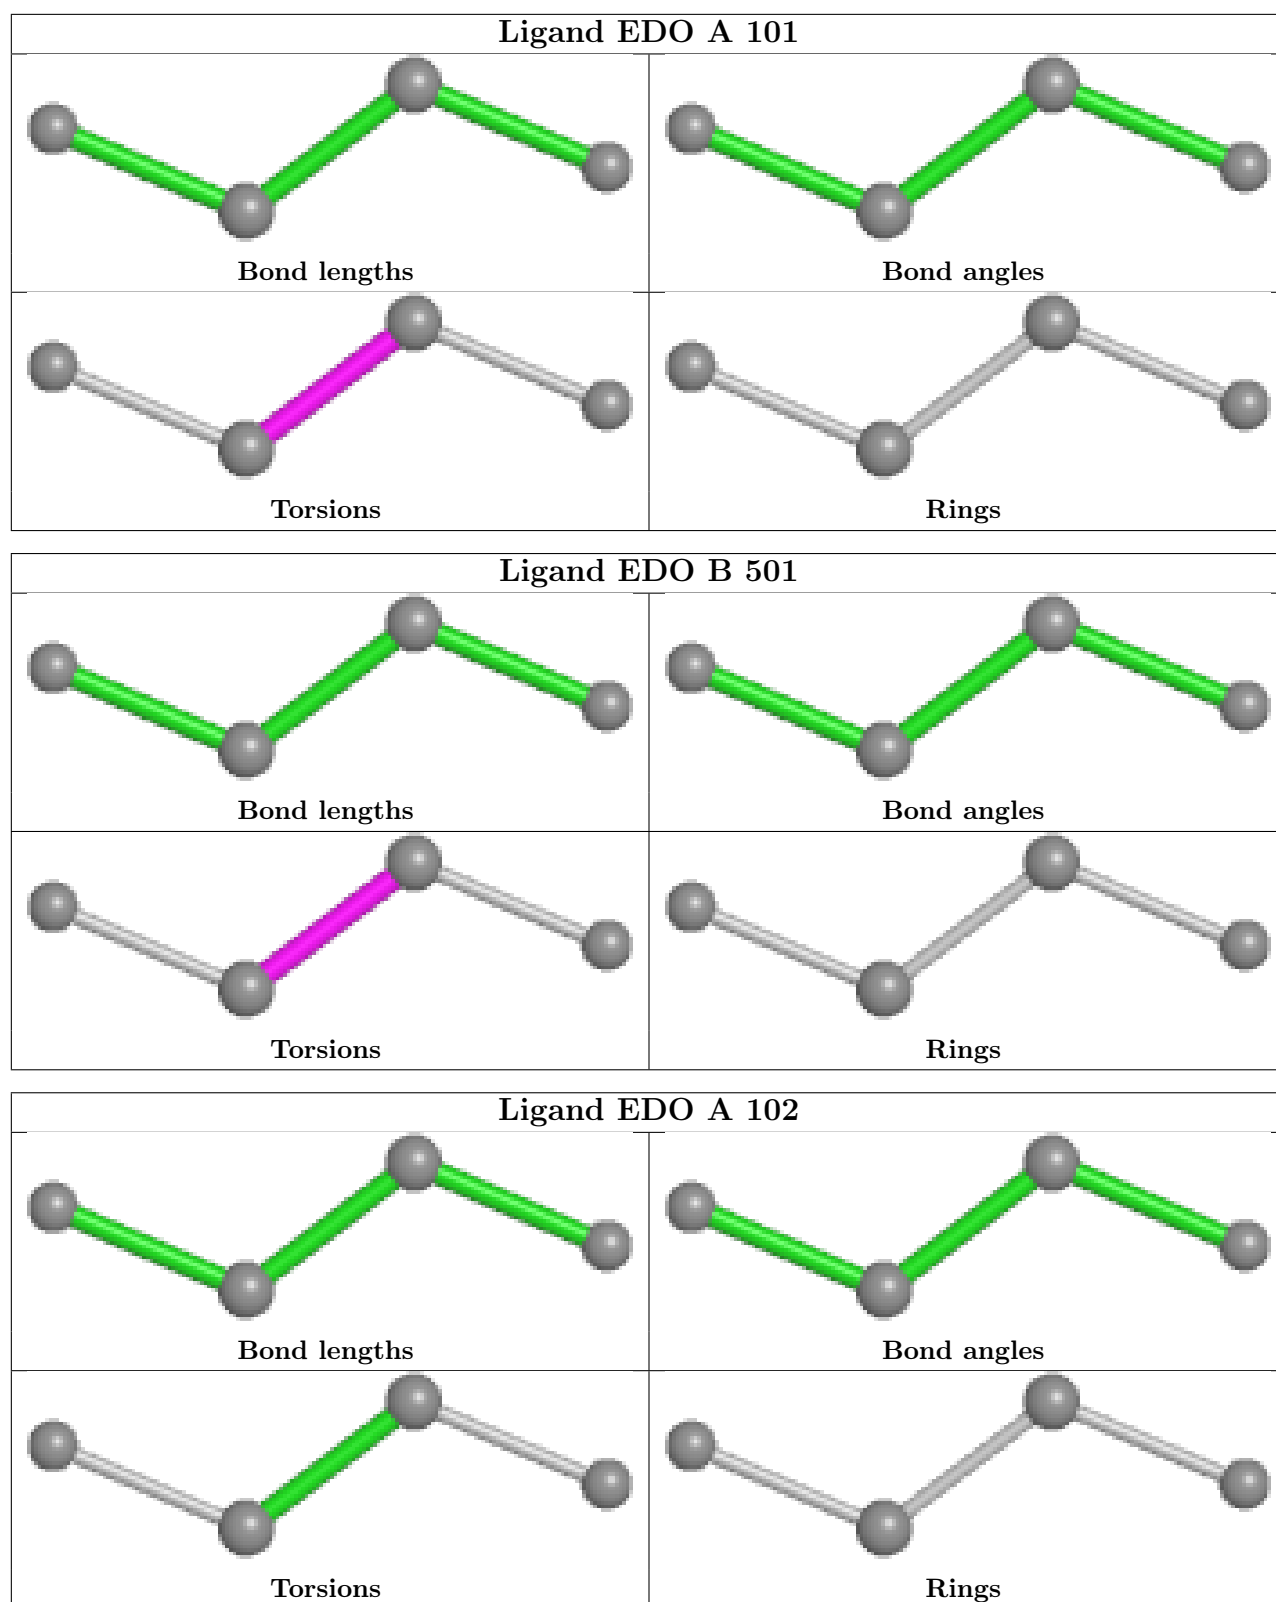 Ligand EDO A 101
Bond lengths
Bond angles
Torsions
Rings
Ligand EDO B 501
Bond lengths
Bond angles
Torsions
Rings
Ligand EDO A 102
Bond lengths
Bond angles
Torsions
Rings